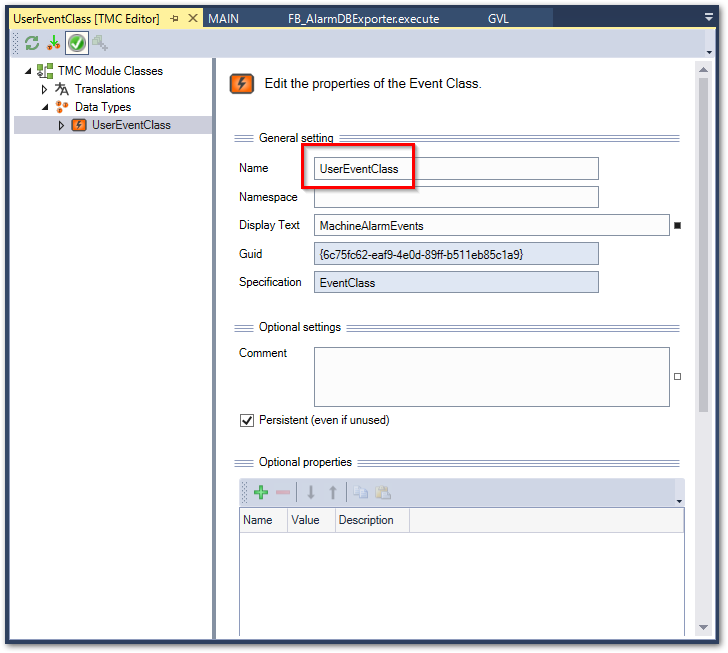 UserEventClass [TMC Editor] MAIN FB_AlarmDBExporter.execute GVL
TMC Module Classes
Translations
Data Types
UserEventClass
Edit the properties of the Event Class.
General setting
Name UserEventClass
Namespace
Display Text MachineAlarmEvents
Guid {6c75fc62-eaf9-4e0d-89ff-b511eb85c1a9}
Specification EventClass
Optional settings
Comment
Persistent (even if unused)
Optional properties
Name Value Description